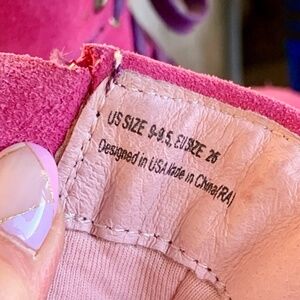 US SIZE 9-9.5, EU SIZE 26
Designed in USA Made in China(RA)